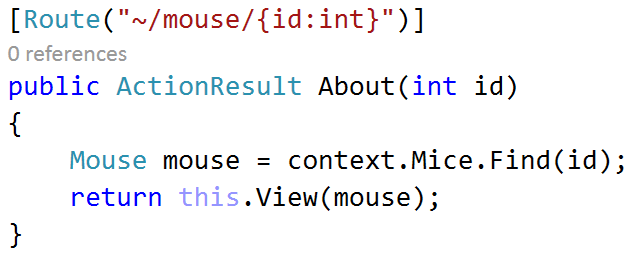 [Route("~/mouse/{id:int}")]
0 references
public ActionResult About(int id)
{
    Mouse mouse = context.Mice.Find(id);
    return this.View(mouse);
}